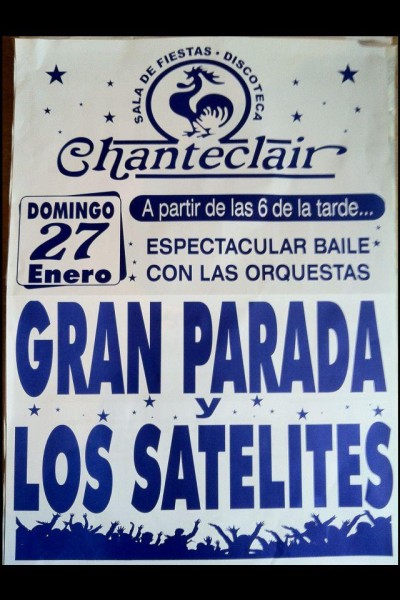 SALA DE FIESTAS · DISCOTECA
Chanteclair
DOMINGO
27
Enero
A partir de las 6 de la tarde...
ESPECTACULAR BAILE
CON LAS ORQUESTAS
GRAN PARADA
y
LOS SATELITES